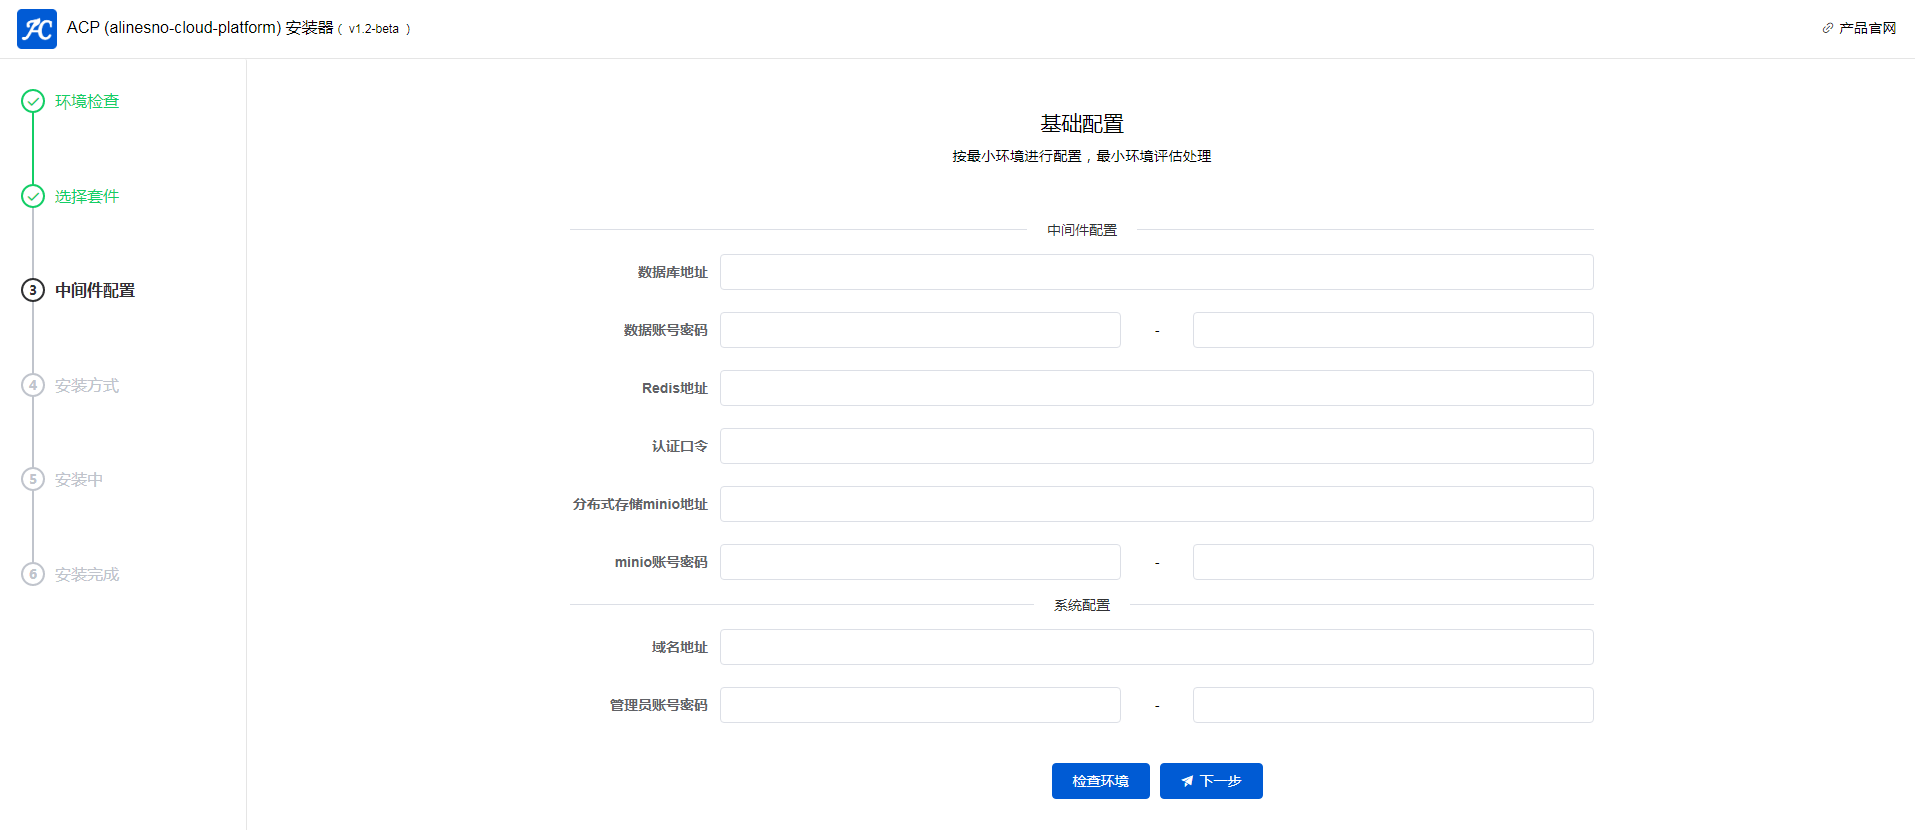 AC
ACP (alinesno-cloud-platform) 安装器 ( v1.2-beta )
产品官网
环境检查
选择套件
3 中间件配置
4 安装方式
5 安装中
6 安装完成
基础配置
按最小环境进行配置，最小环境评估处理
中间件配置
数据库地址
数据账号密码 -
Redis地址
认证口令
分布式存储minio地址
minio账号密码 -
系统配置
域名地址
管理员账号密码 -
检查环境 下一步